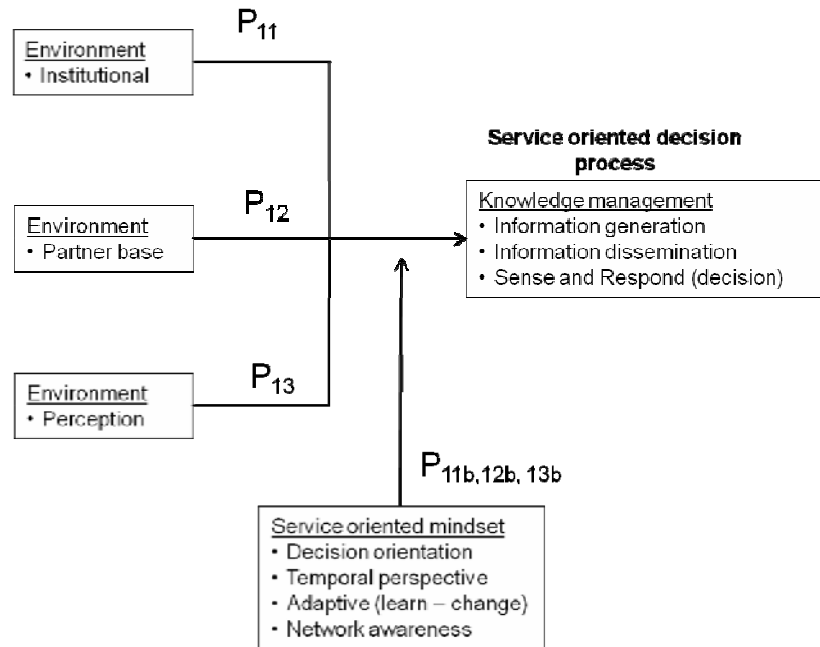 P11
Environment
• Institutional
Service oriented decision
process
P12
Environment
• Partner base
Knowledge management
• Information generation
• Information dissemination
• Sense and Respond (decision)
P13
Environment
• Perception
P11b,12b, 13b
Service oriented mindset
• Decision orientation
• Temporal perspective
• Adaptive (learn – change)
• Network awareness